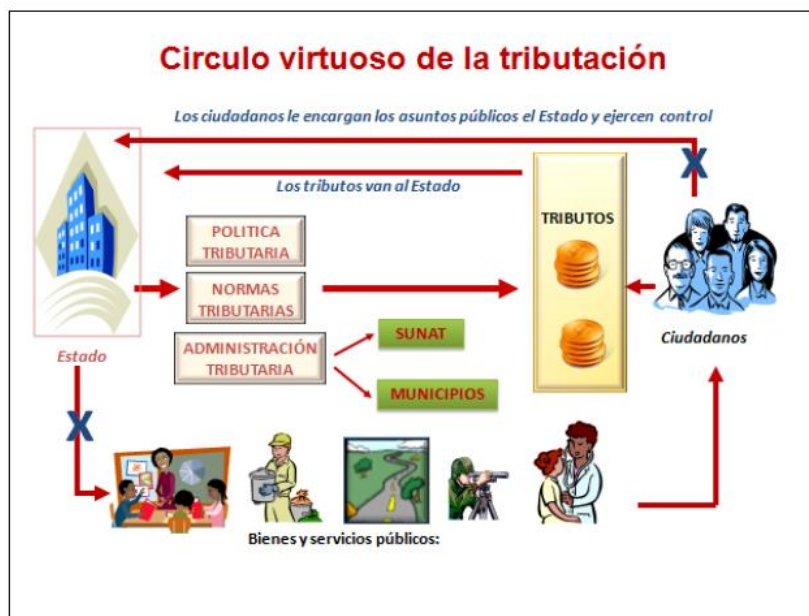 Circulo virtuoso de la tributación
Los ciudadanos le encargan los asuntos públicos el Estado y ejercen control
X
Los tributos van al Estado
POLITICA
TRIBUTARIA
TRIBUTOS
NORMAS
TRIBUTARIAS
Estado
ADMINISTRACIÓN
TRIBUTARIA
SUNAT
MUNICIPIOS
Ciudadanos
X
Bienes y servicios públicos: